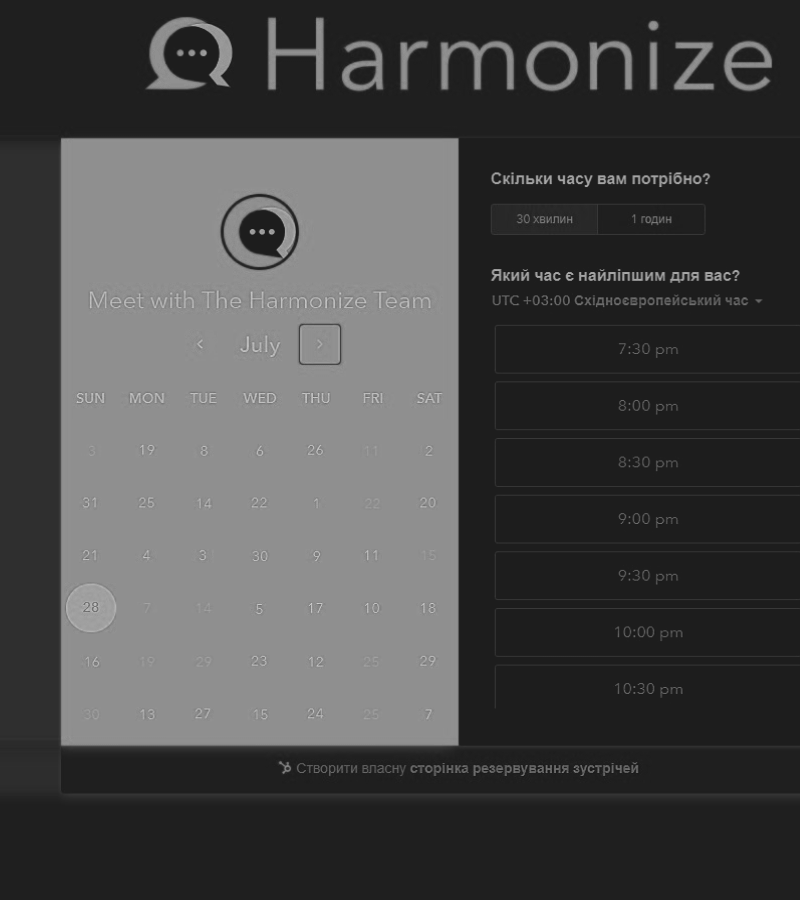 Harmonize
Meet with The Harmonize Team
July
SUN MON TUE WED THU FRI SAT
3 19 8 6 26 11 2
31 25 14 22 1 22 20
21 4 3 30 9 11 15
28 7 14 5 17 10 18
16 19 29 23 12 25 29
30 13 27 15 24 25 7
Скільки часу вам потрібно?
30 хвилин 1 годин
Який час є найліпшим для вас?
UTC +03:00 Східноєвропейський час
7:30 pm
8:00 pm
8:30 pm
9:00 pm
9:30 pm
10:00 pm
10:30 pm
Створити власну сторінка резервування зустрічей